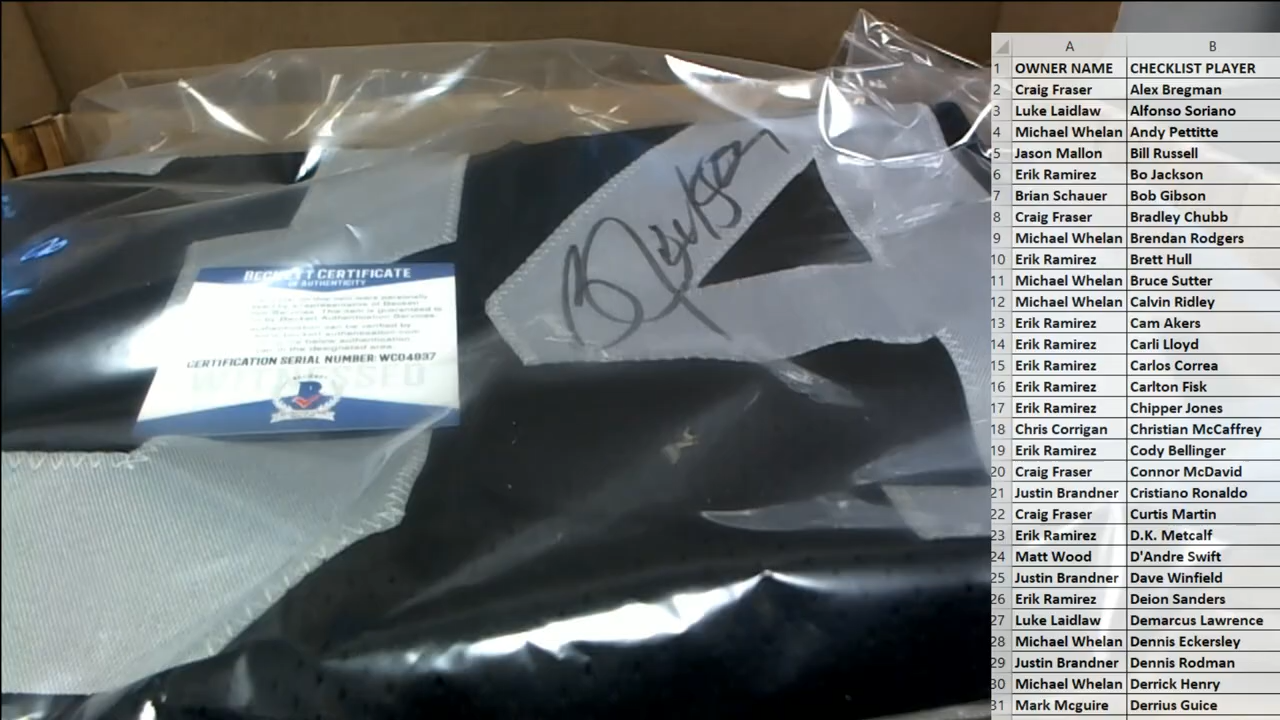 BECKETT CERTIFICATE
OF AUTHENTICITY
CERTIFICATION SERIAL NUMBER: WC04937
WITNESSED
B Jackson
A B
1 OWNER NAME CHECKLIST PLAYER
2 Craig Fraser Alex Bregman
3 Luke Laidlaw Alfonso Soriano
4 Michael Whelan Andy Pettitte
5 Jason Mallon Bill Russell
6 Erik Ramirez Bo Jackson
7 Brian Schauer Bob Gibson
8 Craig Fraser Bradley Chubb
9 Michael Whelan Brendan Rodgers
10 Erik Ramirez Brett Hull
11 Michael Whelan Bruce Sutter
12 Michael Whelan Calvin Ridley
13 Erik Ramirez Cam Akers
14 Erik Ramirez Carli Lloyd
15 Erik Ramirez Carlos Correa
16 Erik Ramirez Carlton Fisk
17 Erik Ramirez Chipper Jones
18 Chris Corrigan Christian McCaffrey
19 Erik Ramirez Cody Bellinger
20 Craig Fraser Connor McDavid
21 Justin Brandner Cristiano Ronaldo
22 Craig Fraser Curtis Martin
23 Erik Ramirez D.K. Metcalf
24 Matt Wood D'Andre Swift
25 Justin Brandner Dave Winfield
26 Erik Ramirez Deion Sanders
27 Luke Laidlaw Demarcus Lawrence
28 Michael Whelan Dennis Eckersley
29 Justin Brandner Dennis Rodman
30 Michael Whelan Derrick Henry
31 Mark Mcguire Derrius Guice